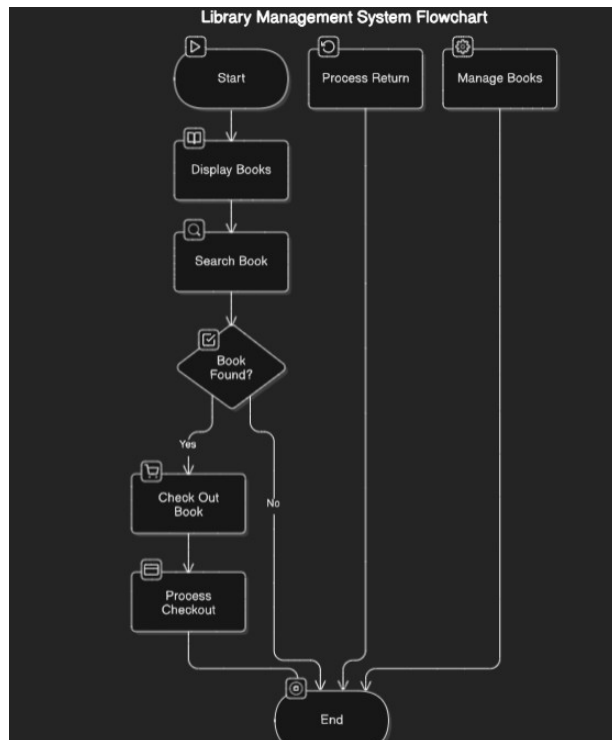 Library Management System Flowchart
Start
Process Return
Manage Books
Display Books
Search Book
Book
Found?
Yes
No
Check Out
Book
Process
Checkout
End